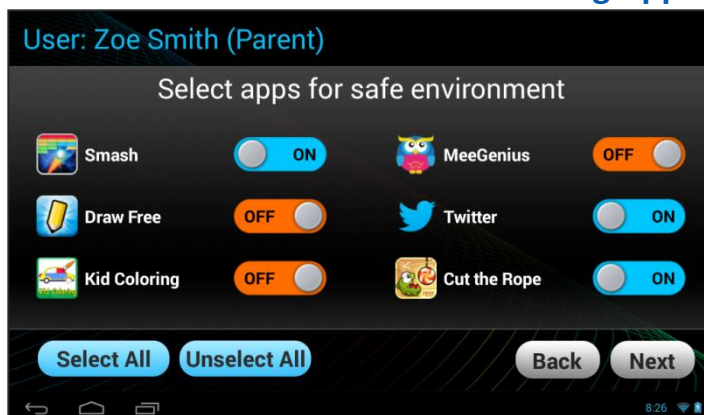 User: Zoe Smith (Parent)
Select apps for safe environment
Smash ON MeeGenius OFF
Draw Free OFF Twitter ON
Kid Coloring OFF Cut the Rope ON
Select All Unselect All Back Next
8:26